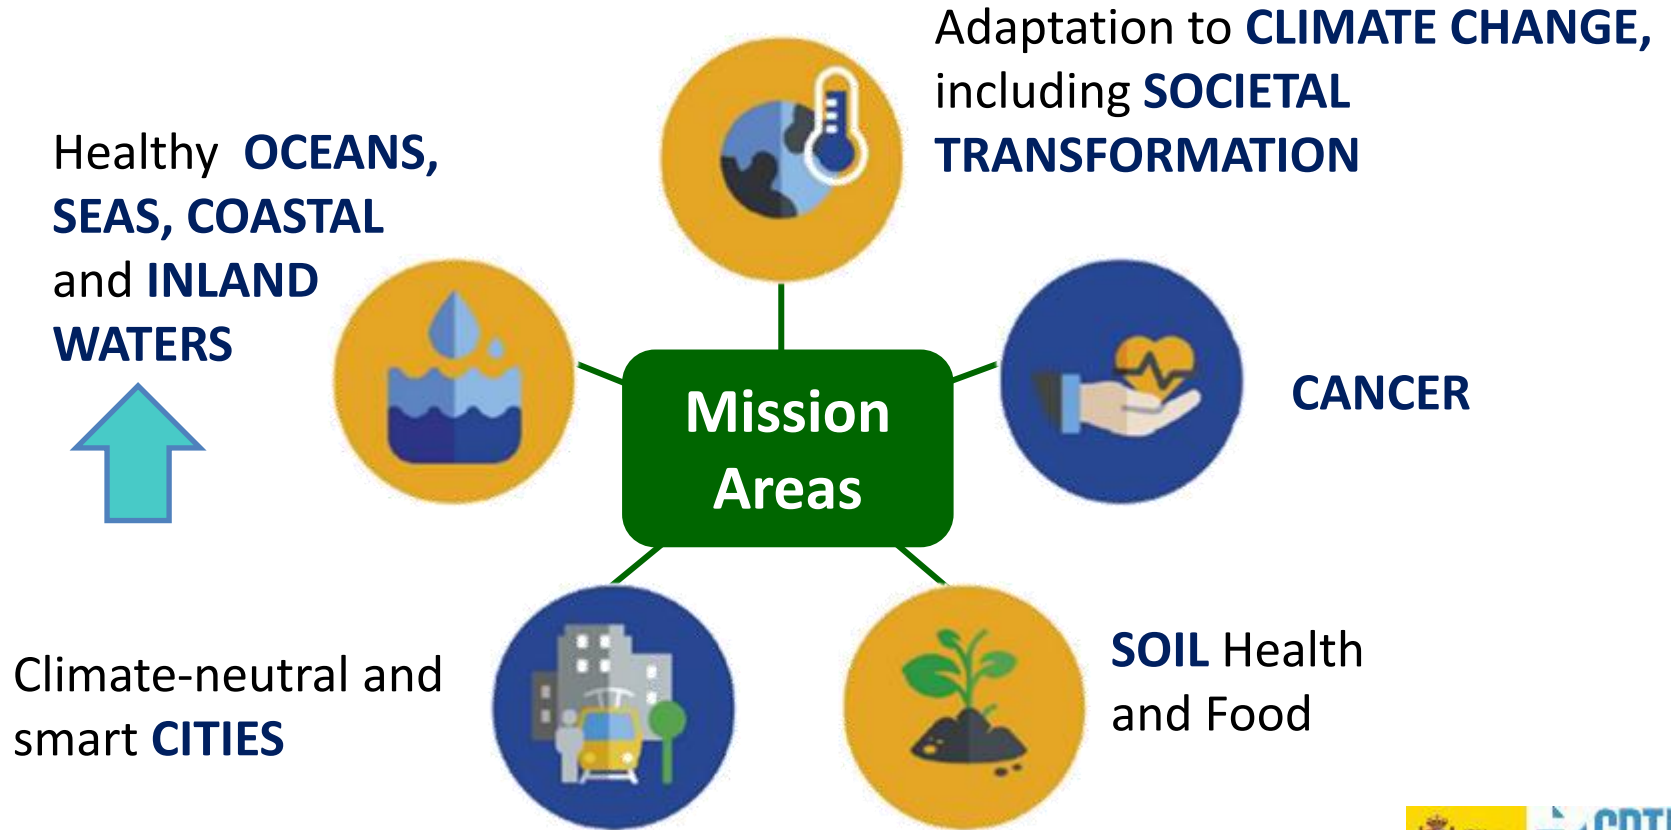 Adaptation to CLIMATE CHANGE,
including SOCIETAL
TRANSFORMATION
Healthy OCEANS,
SEAS, COASTAL
and INLAND
WATERS
Mission
Areas
CANCER
Climate-neutral and
smart CITIES
SOIL Health
and Food